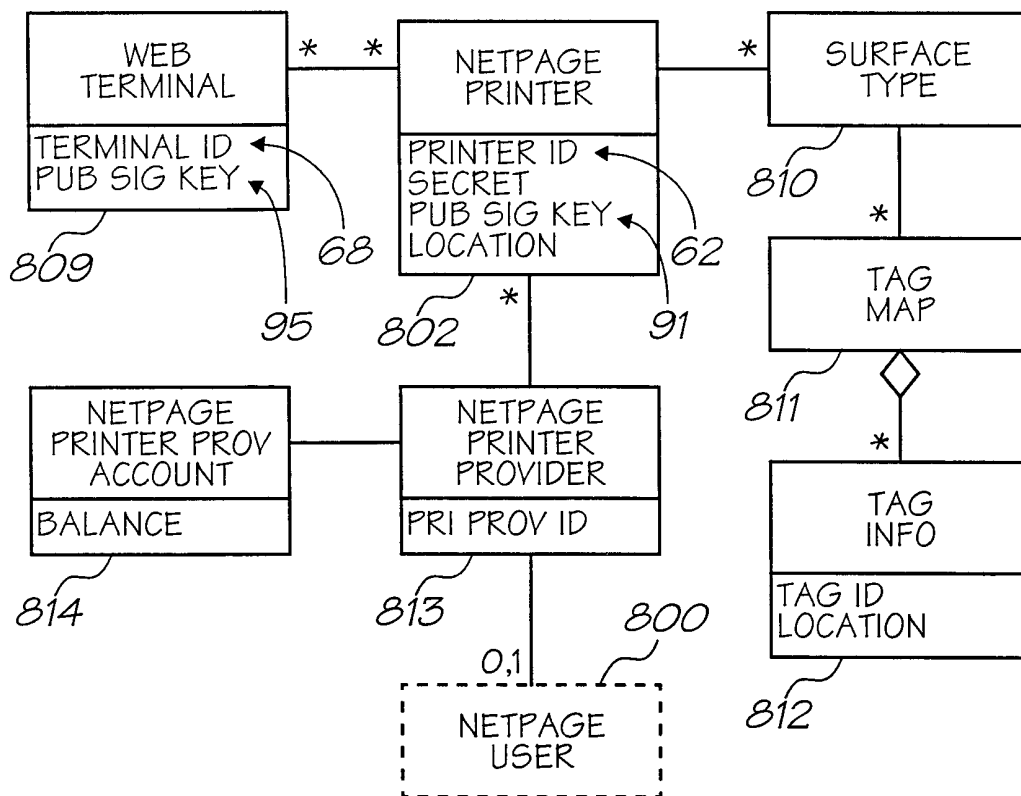 WEB
TERMINAL
TERMINAL ID
PUB SIG KEY
809
68
95
* *
NETPAGE
PRINTER
PRINTER ID
SECRET
PUB SIG KEY
LOCATION
802
62
91
*
*
SURFACE
TYPE
810
*
TAG
MAP
811
*
TAG
INFO
TAG ID
LOCATION
812
NETPAGE
PRINTER PROV
ACCOUNT
BALANCE
814
NETPAGE
PRINTER
PROVIDER
PRI PROV ID
813
0,1
800
NETPAGE
USER